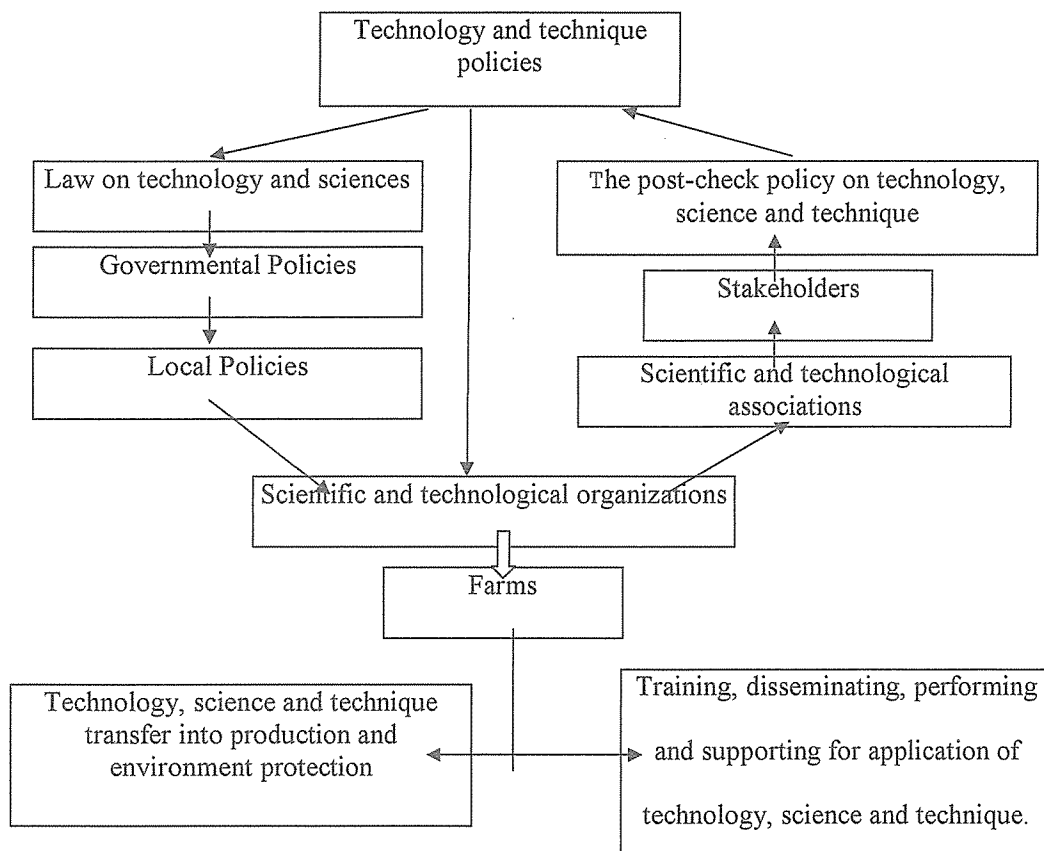 Technology and technique
policies
Law on technology and sciences
Governmental Policies
Local Policies
The post-check policy on technology,
science and technique
Stakeholders
Scientific and technological
associations
Scientific and technological organizations
Farms
Technology, science and technique
transfer into production and
environment protection
Training, disseminating, performing
and supporting for application of
technology, science and technique.